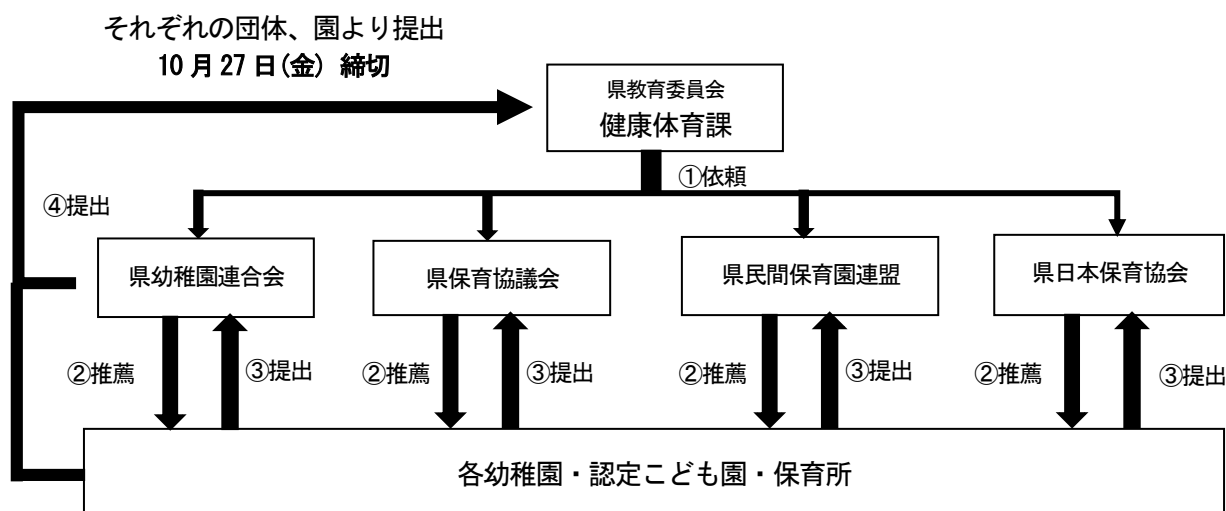 それぞれの団体、園より提出
10月27日(金) 締切
県教育委員会
健康体育課
①依頼
④提出
県幼稚園連合会
県保育協議会
県民間保育園連盟
県日本保育協会
②推薦
③提出
②推薦
③提出
②推薦
③提出
②推薦
③提出
各幼稚園・認定こども園・保育所